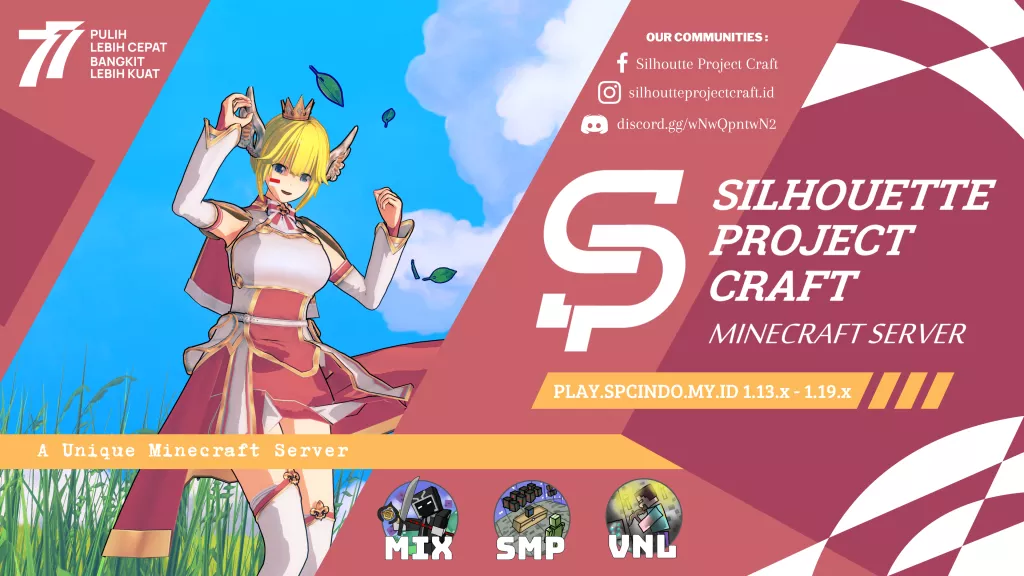 77
PULIH
LEBIH CEPAT
BANGKIT
LEBIH KUAT
OUR COMMUNITIES :
Silhoutte Project Craft
silhoutteprojectcraft.id
discord.gg/wNwQpntwN2
SP
SILHOUETTE
PROJECT
CRAFT
MINECRAFT SERVER
PLAY.SPCINDO.MY.ID 1.13.x - 1.19.x
A Unique Minecraft Server
MIX SMP VNL